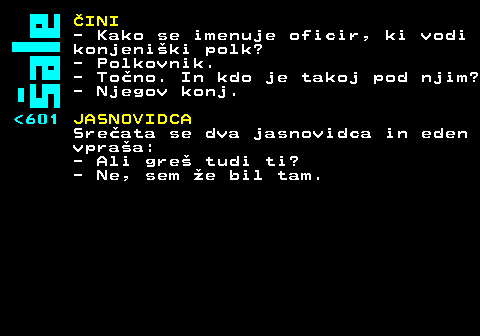 šale
ČINI
- Kako se imenuje oficir, ki vodi
konjeniški polk?
- Polkovnik.
- Točno. In kdo je takoj pod njim?
- Njegov konj.
<601 JASNOVIDCA
Srečata se dva jasnovidca in eden
vpraša:
- Ali greš tudi ti?
- Ne, sem že bil tam.